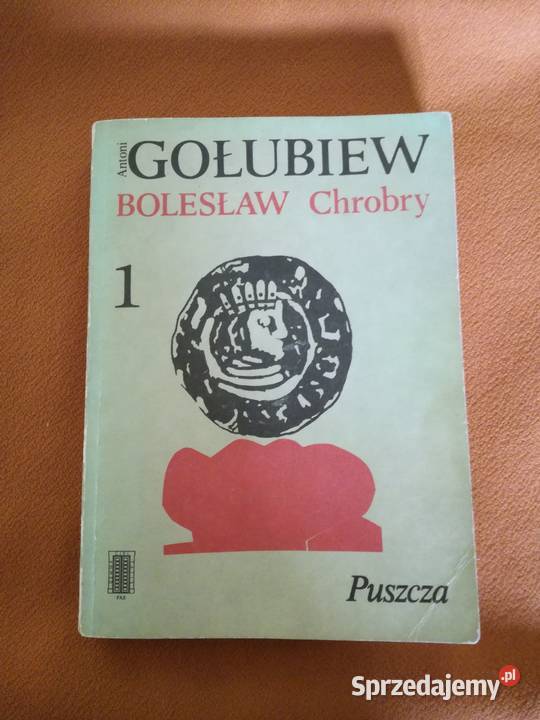 Antoni
GOŁUBIEW
BOLESŁAW Chrobry
1
PAX
Puszcza
Sprzedajemy.pl